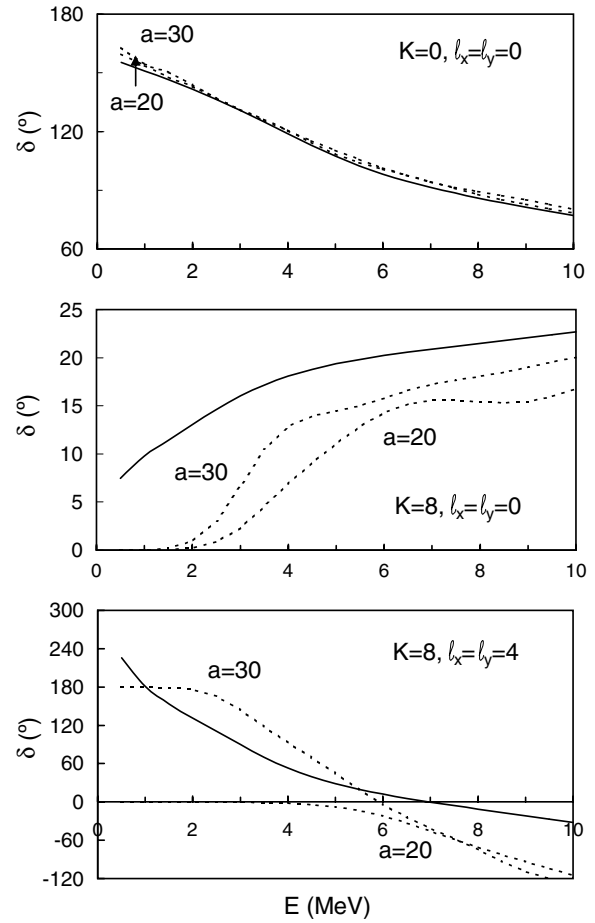 180
120
60
δ (º)
a=30
a=20
K=0, ℓx=ℓy=0
0 2 4 6 8 10
25
20
15
10
5
0
δ (º)
a=30
a=20
K=8, ℓx=ℓy=0
0 2 4 6 8 10
300
240
180
120
60
0
-60
-120
δ (º)
K=8, ℓx=ℓy=4
a=30
a=20
0 2 4 6 8 10
E (MeV)